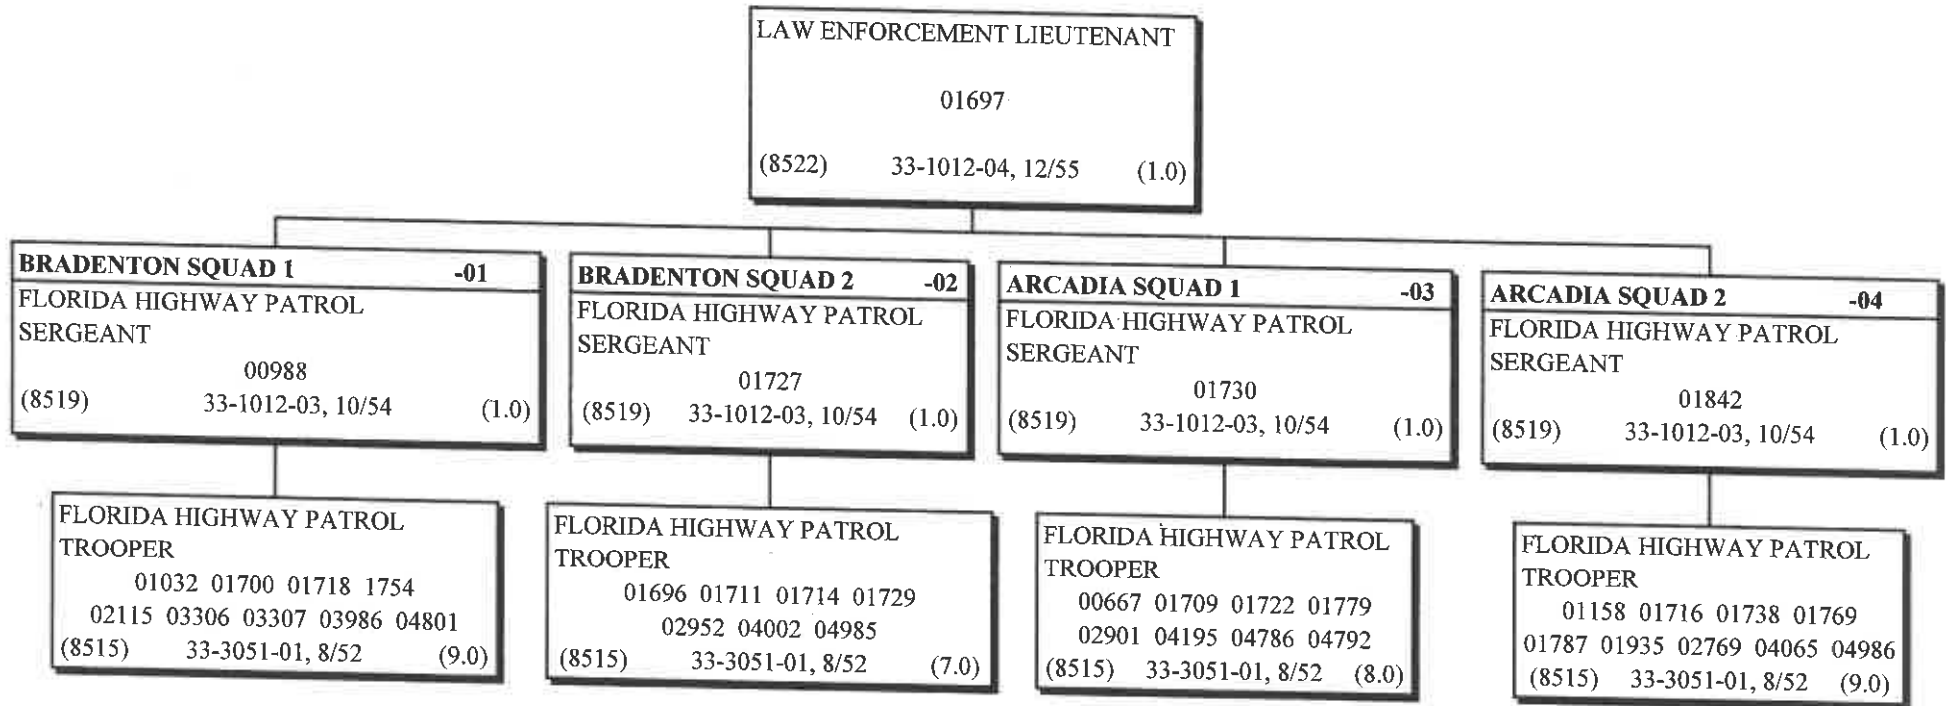 LAW ENFORCEMENT LIEUTENANT
01697
(8522) 33-1012-04, 12/55 (1.0)
BRADENTON SQUAD 1 -01
FLORIDA HIGHWAY PATROL
SERGEANT
00988
(8519) 33-1012-03, 10/54 (1.0)
BRADENTON SQUAD 2 -02
FLORIDA HIGHWAY PATROL
SERGEANT
01727
(8519) 33-1012-03, 10/54 (1.0)
ARCADIA SQUAD 1 -03
FLORIDA HIGHWAY PATROL
SERGEANT
01730
(8519) 33-1012-03, 10/54 (1.0)
ARCADIA SQUAD 2 -04
FLORIDA HIGHWAY PATROL
SERGEANT
01842
(8519) 33-1012-03, 10/54 (1.0)
FLORIDA HIGHWAY PATROL
TROOPER
01032 01700 01718 1754
02115 03306 03307 03986 04801
(8515) 33-3051-01, 8/52 (9.0)
FLORIDA HIGHWAY PATROL
TROOPER
01696 01711 01714 01729
02952 04002 04985
(8515) 33-3051-01, 8/52 (7.0)
FLORIDA HIGHWAY PATROL
TROOPER
00667 01709 01722 01779
02901 04195 04786 04792
(8515) 33-3051-01, 8/52 (8.0)
FLORIDA HIGHWAY PATROL
TROOPER
01158 01716 01738 01769
01787 01935 02769 04065 04986
(8515) 33-3051-01, 8/52 (9.0)